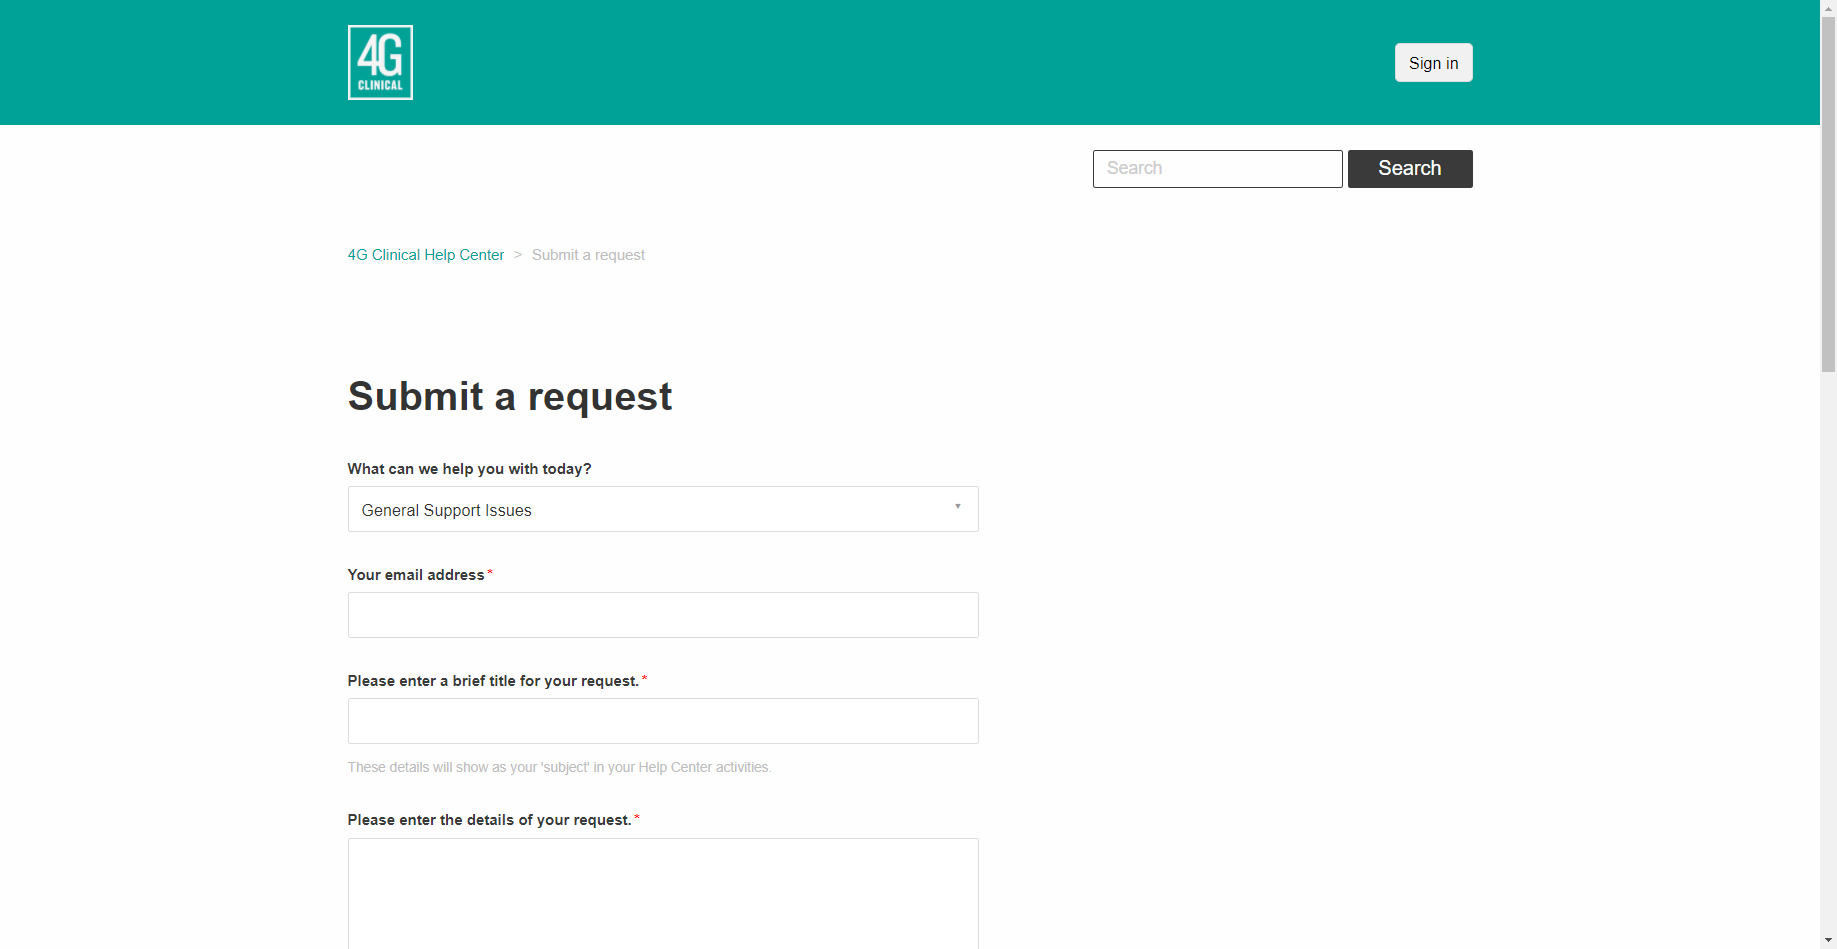 4G
CLINICAL
Sign in
Search
Search
4G Clinical Help Center > Submit a request
Submit a request
What can we help you with today?
General Support Issues
Your email address*
Please enter a brief title for your request.*
These details will show as your 'subject' in your Help Center activities.
Please enter the details of your request.*